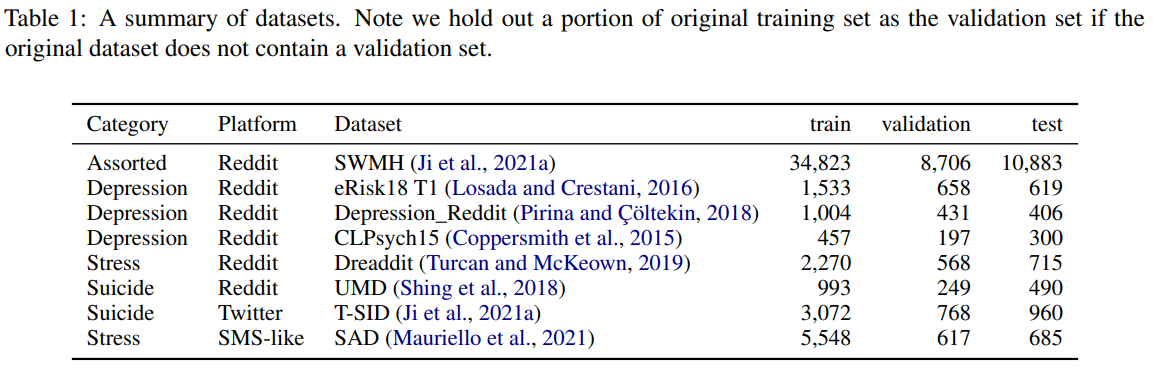 Table 1: A summary of datasets. Note we hold out a portion of original training set as the validation set if the
original dataset does not contain a validation set.
Category Platform Dataset train validation test
Assorted Reddit SWMH (Ji et al., 2021a) 34,823 8,706 10,883
Depression Reddit eRisk18 T1 (Losada and Crestani, 2016) 1,533 658 619
Depression Reddit Depression_Reddit (Pirina and Çöltekin, 2018) 1,004 431 406
Depression Reddit CLPsych15 (Coppersmith et al., 2015) 457 197 300
Stress Reddit Dreaddit (Turcan and McKeown, 2019) 2,270 568 715
Suicide Reddit UMD (Shing et al., 2018) 993 249 490
Suicide Twitter T-SID (Ji et al., 2021a) 3,072 768 960
Stress SMS-like SAD (Mauriello et al., 2021) 5,548 617 685